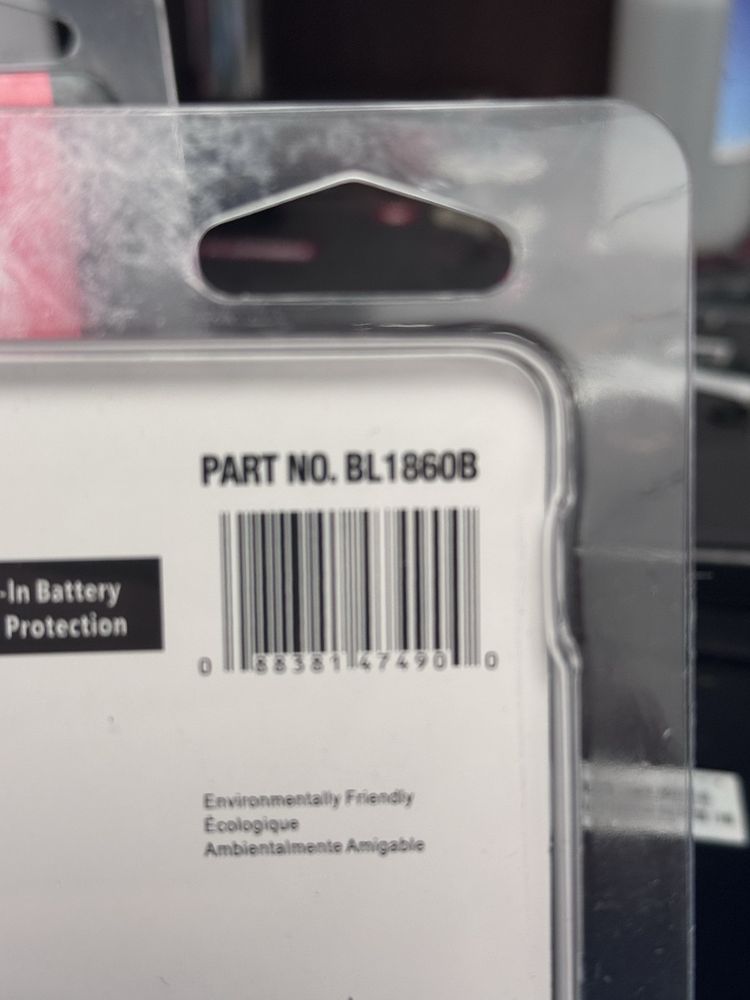 PART NO. BL1860B
-In Battery
Protection
0 88381 47490 0
Environmentally Friendly
Écologique
Ambientalmente Amigable